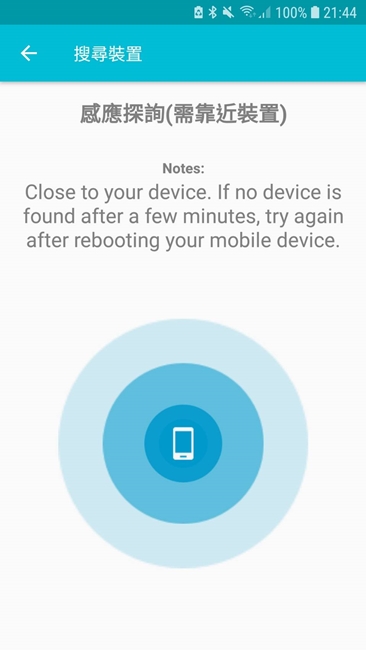 100% 21:44
搜尋裝置
感應探詢(需靠近裝置)
Notes:
Close to your device. If no device is
found after a few minutes, try again
after rebooting your mobile device.